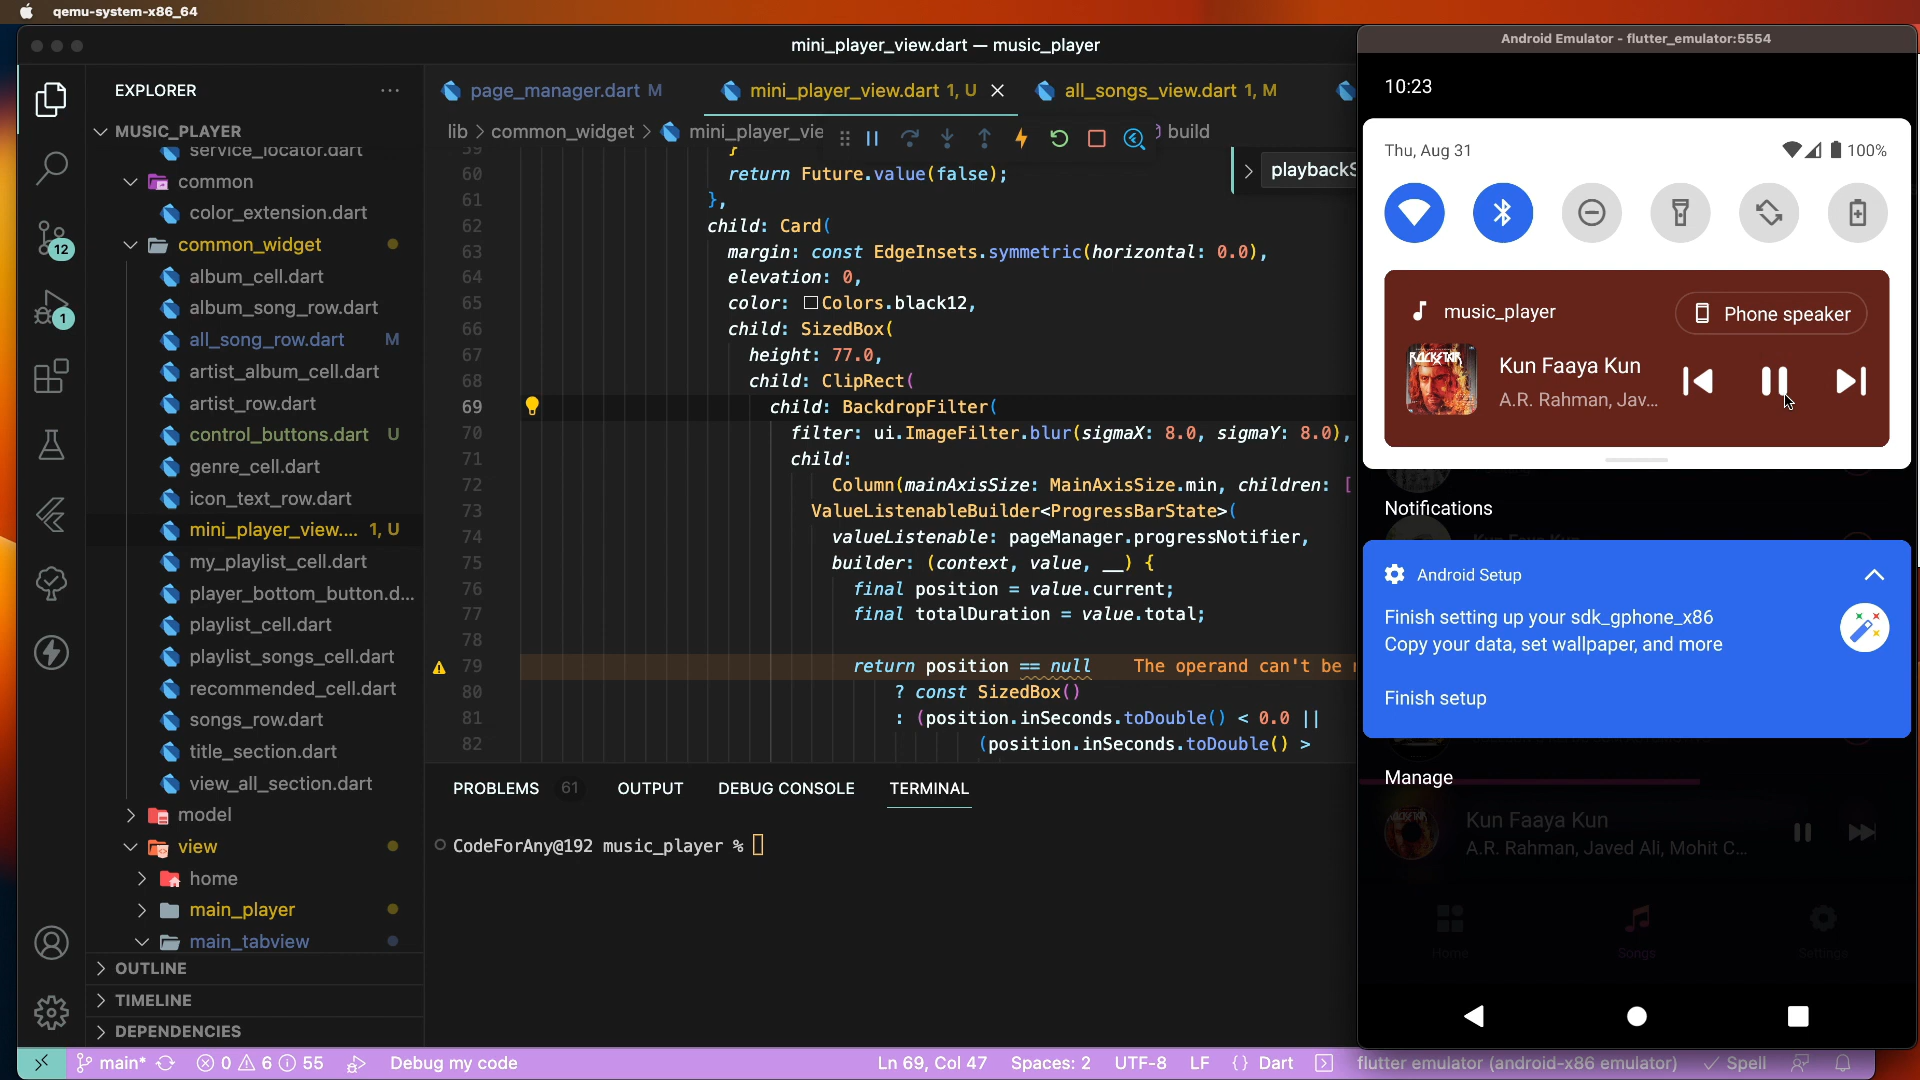 qemu-system-x86_64
mini_player_view.dart — music_player
Android Emulator - flutter_emulator:5554
EXPLORER
MUSIC_PLAYER
service_locator.dart
common
color_extension.dart
common_widget
album_cell.dart
album_song_row.dart
all_song_row.dart M
artist_album_cell.dart
artist_row.dart
control_buttons.dart U
genre_cell.dart
icon_text_row.dart
mini_player_view.... 1, U
my_playlist_cell.dart
player_bottom_button.d...
playlist_cell.dart
playlist_songs_cell.dart
recommended_cell.dart
songs_row.dart
title_section.dart
view_all_section.dart
model
view
home
main_player
main_tabview
OUTLINE
TIMELINE
DEPENDENCIES
12
1
page_manager.dart M
mini_player_view.dart 1, U
all_songs_view.dart 1, M
lib > common_widget > mini_player_vie
build
playbackS
59 }
60 return Future.value(false);
61 },
62 child: Card(
63 margin: const EdgeInsets.symmetric(horizontal: 0.0),
64 elevation: 0,
65 color: Colors.black12,
66 child: SizedBox(
67 height: 77.0,
68 child: ClipRect(
69 child: BackdropFilter(
70 filter: ui.ImageFilter.blur(sigmaX: 8.0, sigmaY: 8.0),
71 child:
72 Column(mainAxisSize: MainAxisSize.min, children: [
73 ValueListenableBuilder<ProgressBarState>(
74 valueListenable: pageManager.progressNotifier,
75 builder: (context, value, __) {
76 final position = value.current;
77 final totalDuration = value.total;
78
79 return position == null The operand can't be
80 ? const SizedBox()
81 : (position.inSeconds.toDouble() < 0.0 ||
82 (position.inSeconds.toDouble() >
PROBLEMS 61 OUTPUT DEBUG CONSOLE TERMINAL
CodeForAny@192 music_player %
main* 0 6 55 Debug my code
Ln 69, Col 47 Spaces: 2 UTF-8 LF {} Dart flutter emulator (android-x86 emulator) Spell
10:23
Thu, Aug 31
100%
music_player
Phone speaker
ROCKSTAR
Kun Faaya Kun
A.R. Rahman, Jav...
Notifications
Android Setup
Finish setting up your sdk_gphone_x86
Copy your data, set wallpaper, and more
Finish setup
Manage
Kun Faaya Kun
A.R. Rahman, Javed Ali, Mohit C...
Home
Songs
Settings